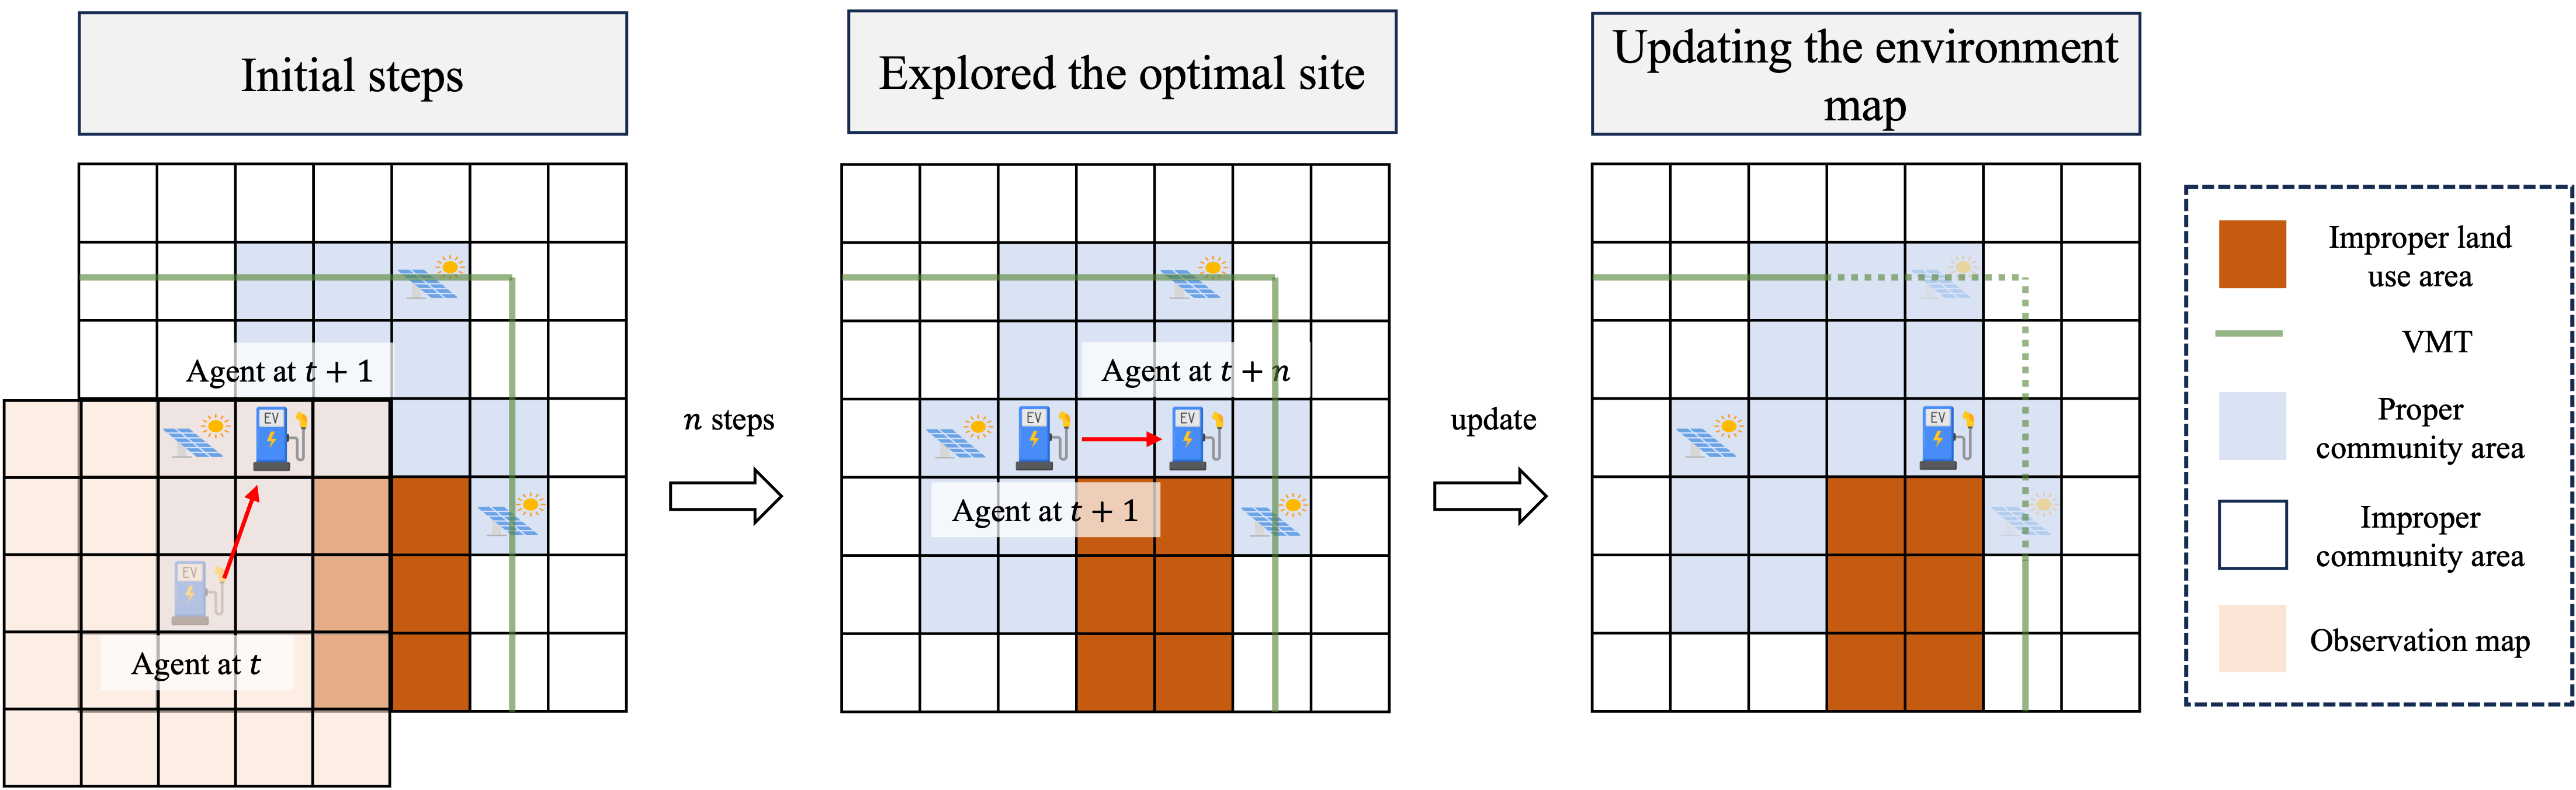 Initial steps
Explored the optimal site
Updating the environment
map
Agent at t + 1
EV
EV
Agent at t
n steps
Agent at t + n
EV
EV
Agent at t + 1
update
EV
Improper land
use area
VMT
Proper
community area
Improper
community area
Observation map